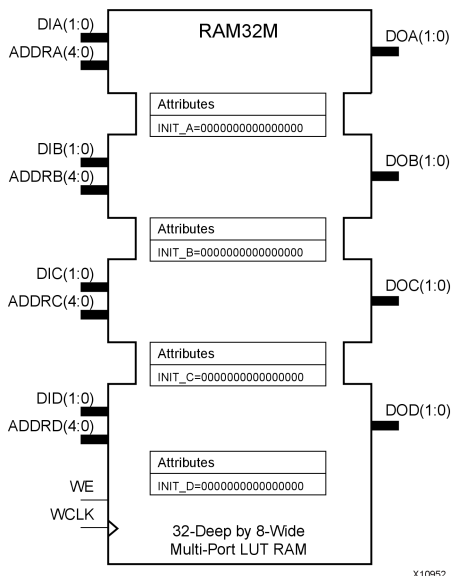 RAM32M
DIA(1:0)
ADDRA(4:0)
DOA(1:0)
Attributes
INIT_A=0000000000000000
DIB(1:0)
ADDRB(4:0)
DOB(1:0)
Attributes
INIT_B=0000000000000000
DIC(1:0)
ADDRC(4:0)
DOC(1:0)
Attributes
INIT_C=0000000000000000
DID(1:0)
ADDRD(4:0)
DOD(1:0)
Attributes
INIT_D=0000000000000000
WE
WCLK
32-Deep by 8-Wide
Multi-Port LUT RAM
X10952